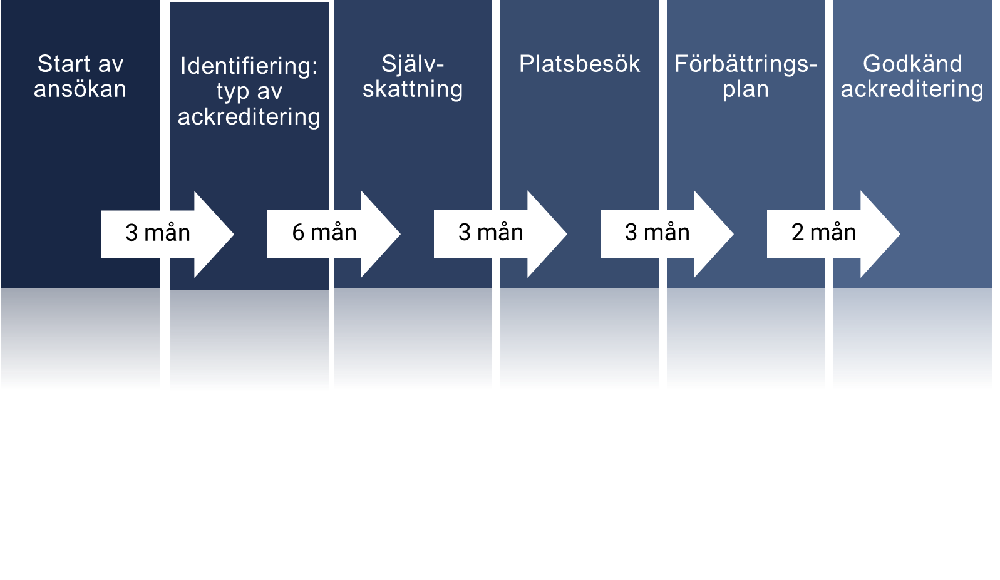 Start av
ansökan
Identifiering:
typ av
ackreditering
Själv-
skattning
Platsbesök
Förbättrings-
plan
Godkänd
ackreditering
3 mån
6 mån
3 mån
3 mån
2 mån